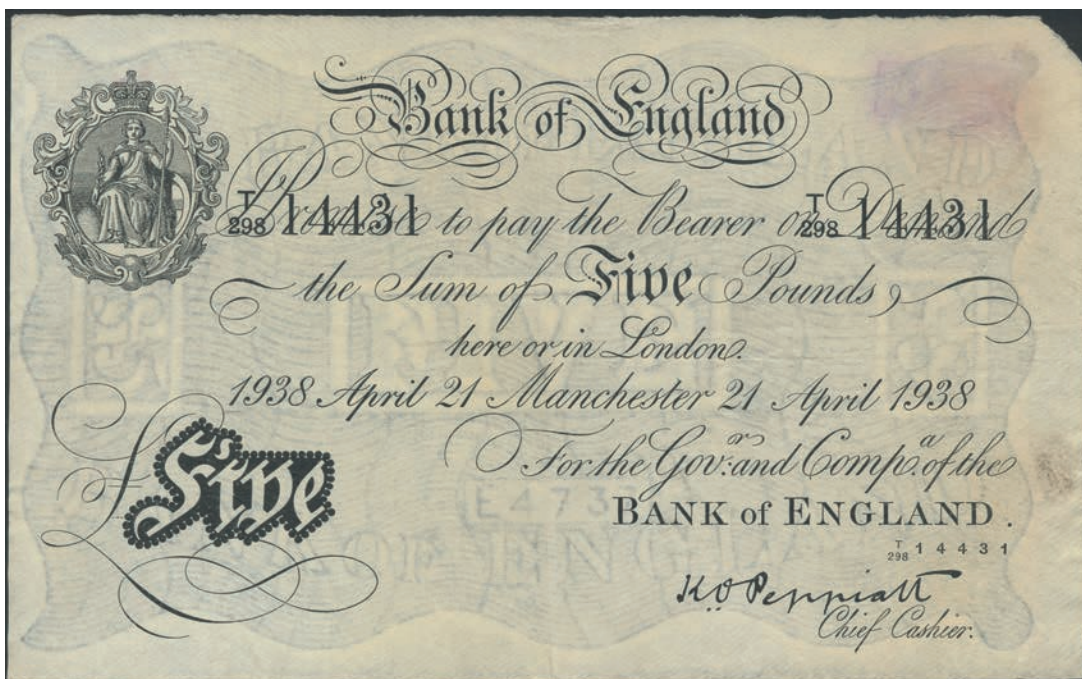 Bank of England
I Promise to pay the Bearer on Demand
T/298 14431 T/298 14431
the Sum of Five Pounds,
here or in London.
1938 April 21 Manchester 21 April 1938
For the Gov.r and Comp.a of the
Five
BANK of ENGLAND.
T/298 14431
K.O. Peppiatt
Chief Cashier.